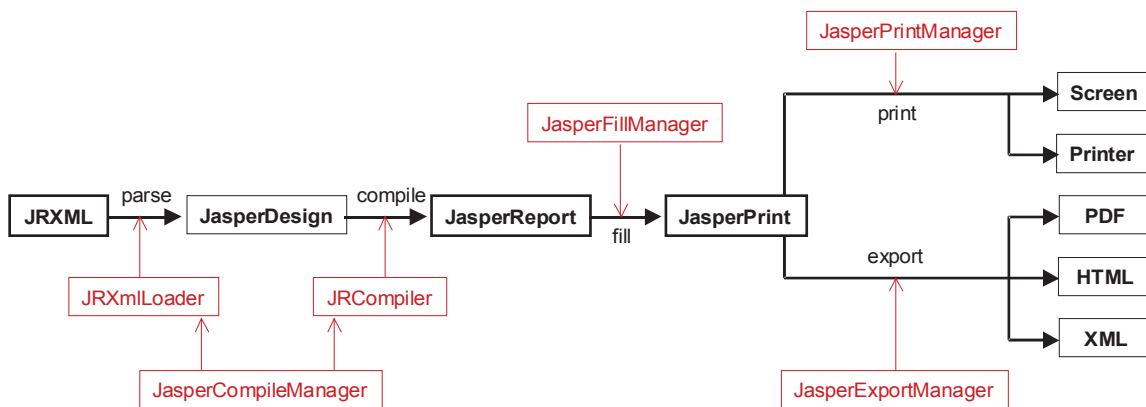 JasperPrintManager
Screen
print
JasperFillManager
Printer
parse
compile
JRXML
JasperDesign
JasperReport
JasperPrint
PDF
fill
export
HTML
JRXmlLoader
JRCompiler
XML
JasperCompileManager
JasperExportManager